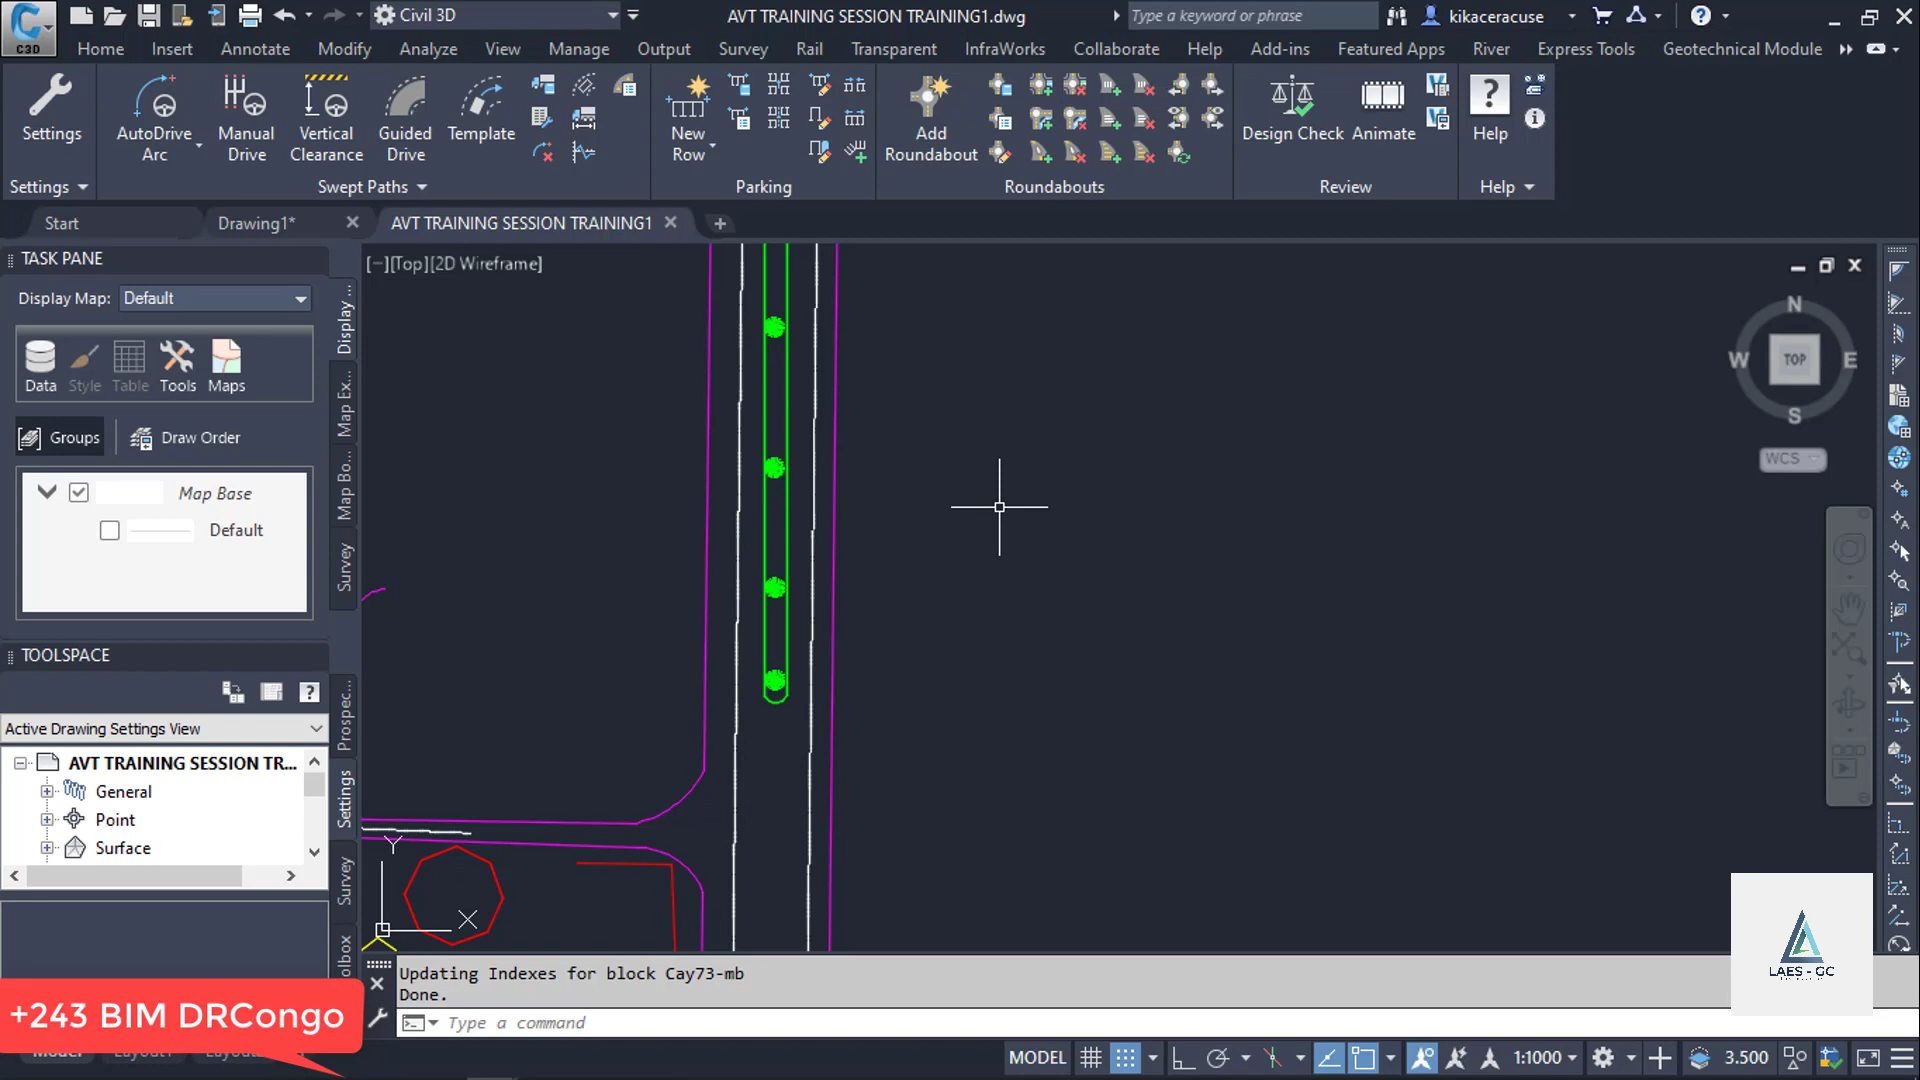 C3D
Civil 3D
AVT TRAINING SESSION TRAINING1.dwg
Type a keyword or phrase
kikaceracuse
Home
Insert
Annotate
Modify
Analyze
View
Manage
Output
Survey
Rail
Transparent
InfraWorks
Collaborate
Help
Add-ins
Featured Apps
River
Express Tools
Geotechnical Module
Settings
AutoDrive
Arc
Manual
Drive
Vertical
Clearance
Guided
Drive
Template
New
Row
Add
Roundabout
Design Check
Animate
Help
Settings
Swept Paths
Parking
Roundabouts
Review
Help
Start
Drawing1*
AVT TRAINING SESSION TRAINING1
TASK PANE
[−][Top][2D Wireframe]
Display Map: Default
Data
Style
Table
Tools
Maps
Groups
Draw Order
Map Base
Default
Display ...
Map Ex...
Map Bo...
Survey
N
W
TOP
E
S
WCS
TOOLSPACE
Active Drawing Settings View
AVT TRAINING SESSION TR...
General
Point
Surface
Prospec...
Settings
Survey
Y
X
LAES - GC
Updating Indexes for block Cay73-mb
Done.
Type a command
+243 BIM DRCongo
MODEL
1:1000
3.500